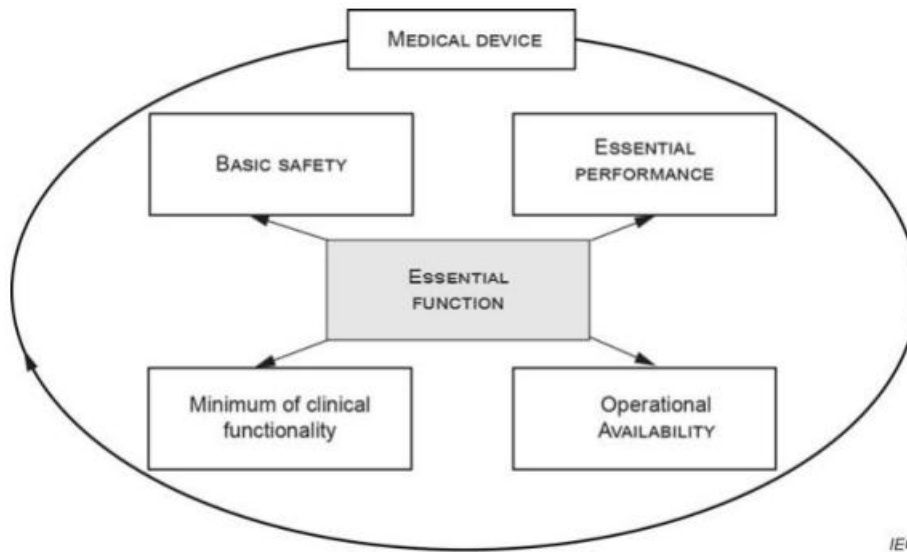 MEDICAL DEVICE
BASIC SAFETY
ESSENTIAL
PERFORMANCE
ESSENTIAL
FUNCTION
Minimum of clinical
functionality
Operational
AVAILABILITY